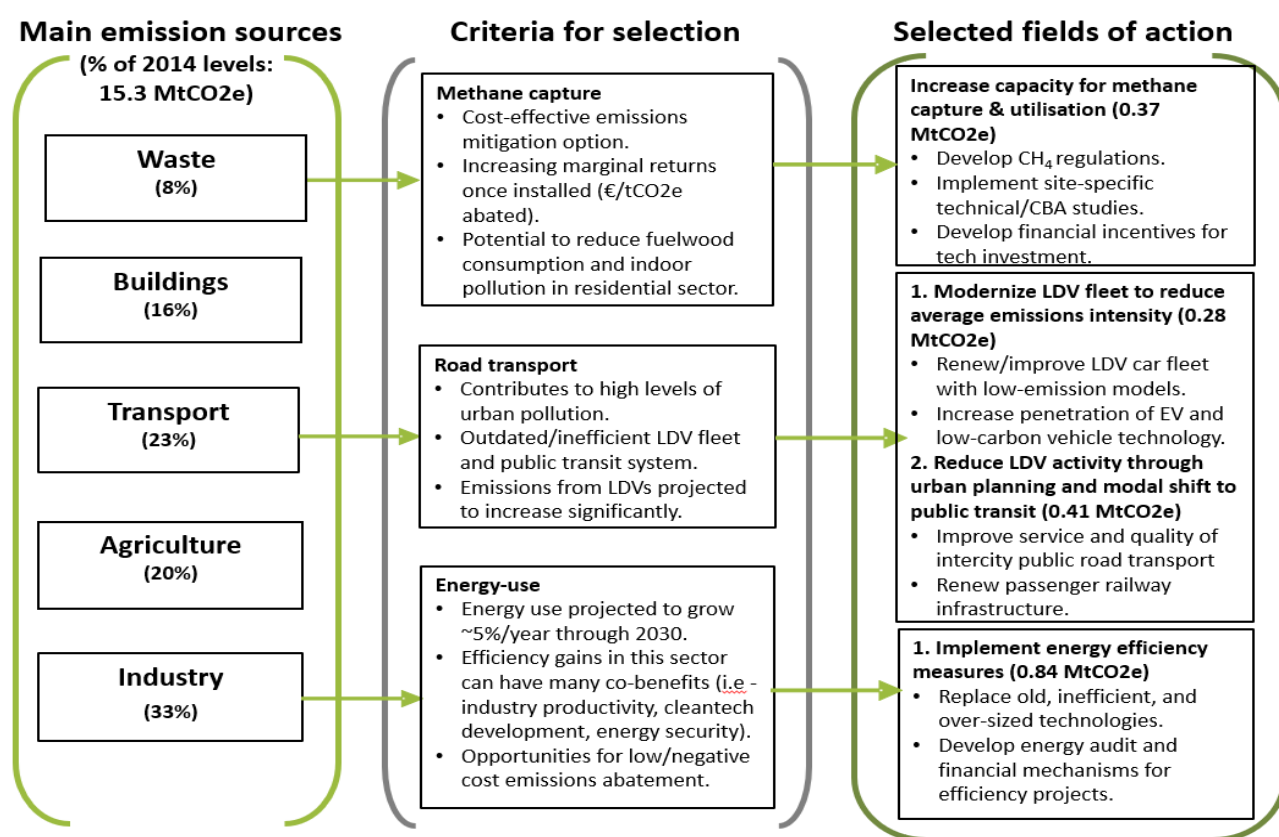 Main emission sources
(% of 2014 levels:
15.3 MtCO2e)
Waste
(8%)
Buildings
(16%)
Transport
(23%)
Agriculture
(20%)
Industry
(33%)
Criteria for selection
Methane capture
• Cost-effective emissions
mitigation option.
• Increasing marginal returns
once installed (€/tCO2e
abated).
• Potential to reduce fuelwood
consumption and indoor
pollution in residential sector.
Road transport
• Contributes to high levels of
urban pollution.
• Outdated/inefficient LDV fleet
and public transit system.
• Emissions from LDVs projected
to increase significantly.
Energy-use
• Energy use projected to grow
~5%/year through 2030.
• Efficiency gains in this sector
can have many co-benefits (i.e -
industry productivity, cleantech
development, energy security).
• Opportunities for low/negative
cost emissions abatement.
Selected fields of action
Increase capacity for methane
capture & utilisation (0.37
MtCO2e)
• Develop CH₄ regulations.
• Implement site-specific
technical/CBA studies.
• Develop financial incentives for
tech investment.
1. Modernize LDV fleet to reduce
average emissions intensity (0.28
MtCO2e)
• Renew/improve LDV car fleet
with low-emission models.
• Increase penetration of EV and
low-carbon vehicle technology.
2. Reduce LDV activity through
urban planning and modal shift to
public transit (0.41 MtCO2e)
• Improve service and quality of
intercity public road transport
• Renew passenger railway
infrastructure.
1. Implement energy efficiency
measures (0.84 MtCO2e)
• Replace old, inefficient, and
over-sized technologies.
• Develop energy audit and
financial mechanisms for
efficiency projects.